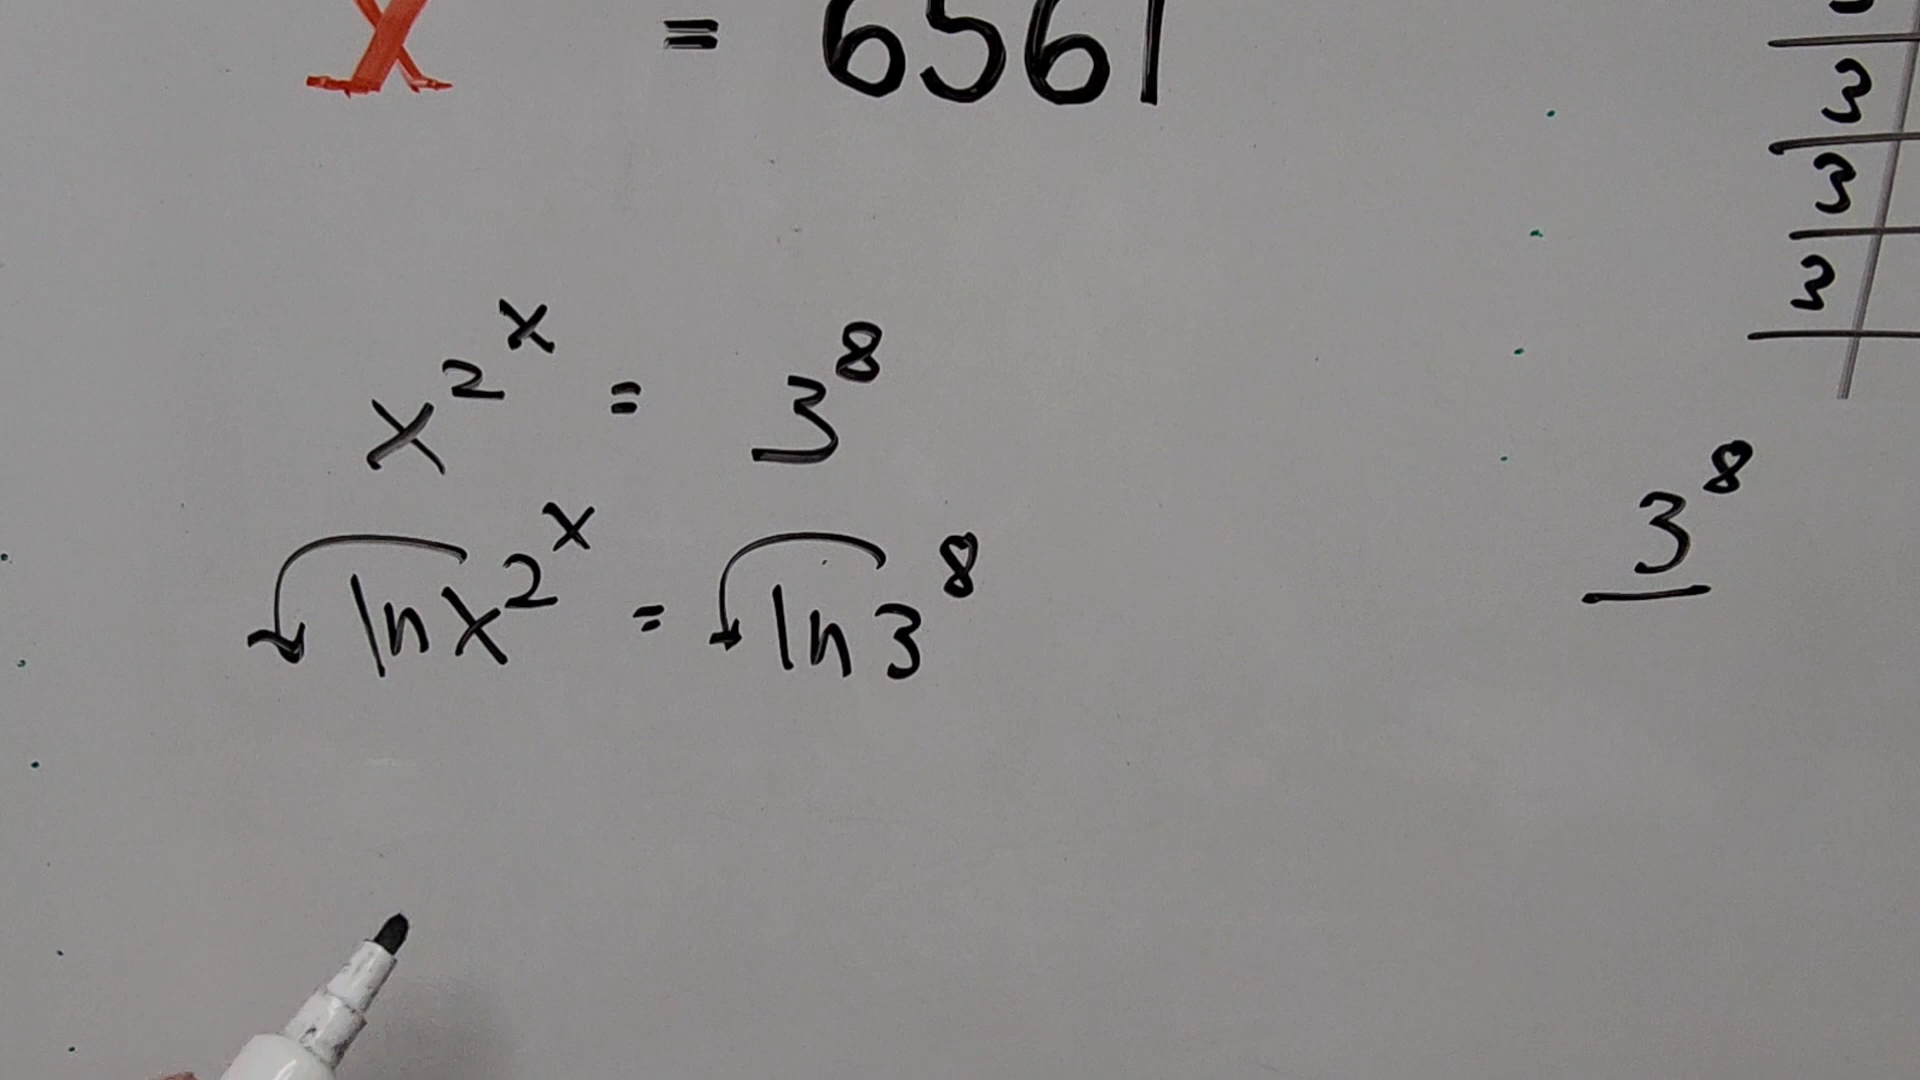 x = 6561
x^2^x = 3^8
ln x^2^x = ln 3^8
3
3
3
3^8